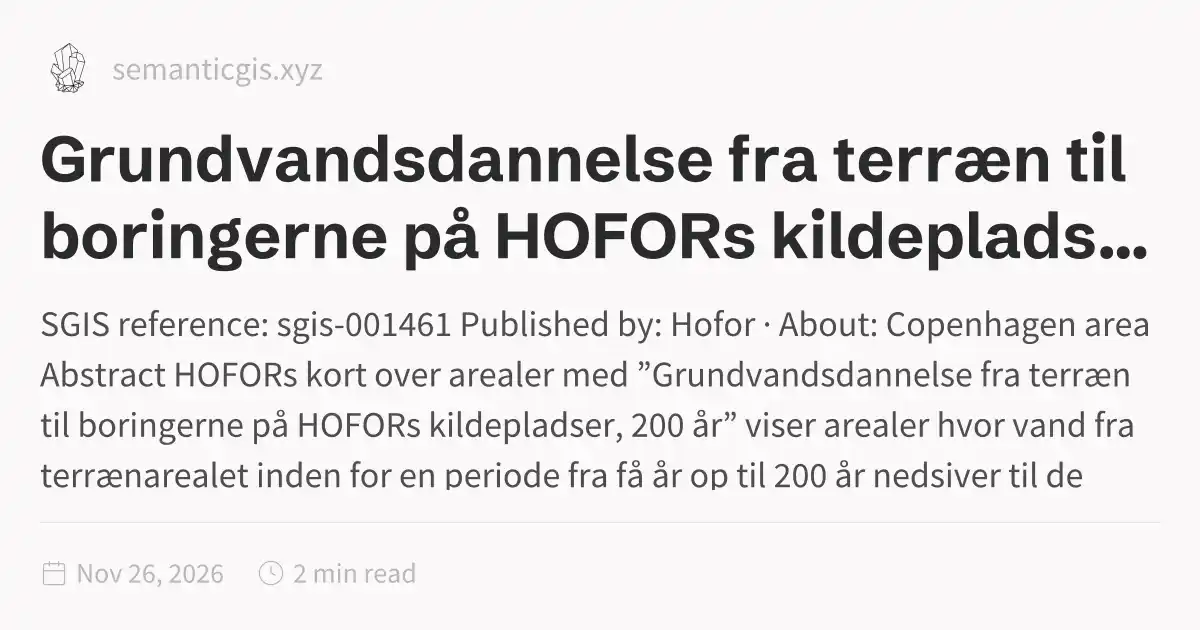 semanticgis.xyz
Grundvandsdannelse fra terræn til
boringerne på HOFORs kildeplads...
SGIS reference: sgis-001461 Published by: Hofor · About: Copenhagen area
Abstract HOFORs kort over arealer med ”Grundvandsdannelse fra terræn
til boringerne på HOFORs kildepladser, 200 år” viser arealer hvor vand fra
terrænarealet inden for en periode fra få år op til 200 år nedsiver til de
Nov 26, 2026
2 min read